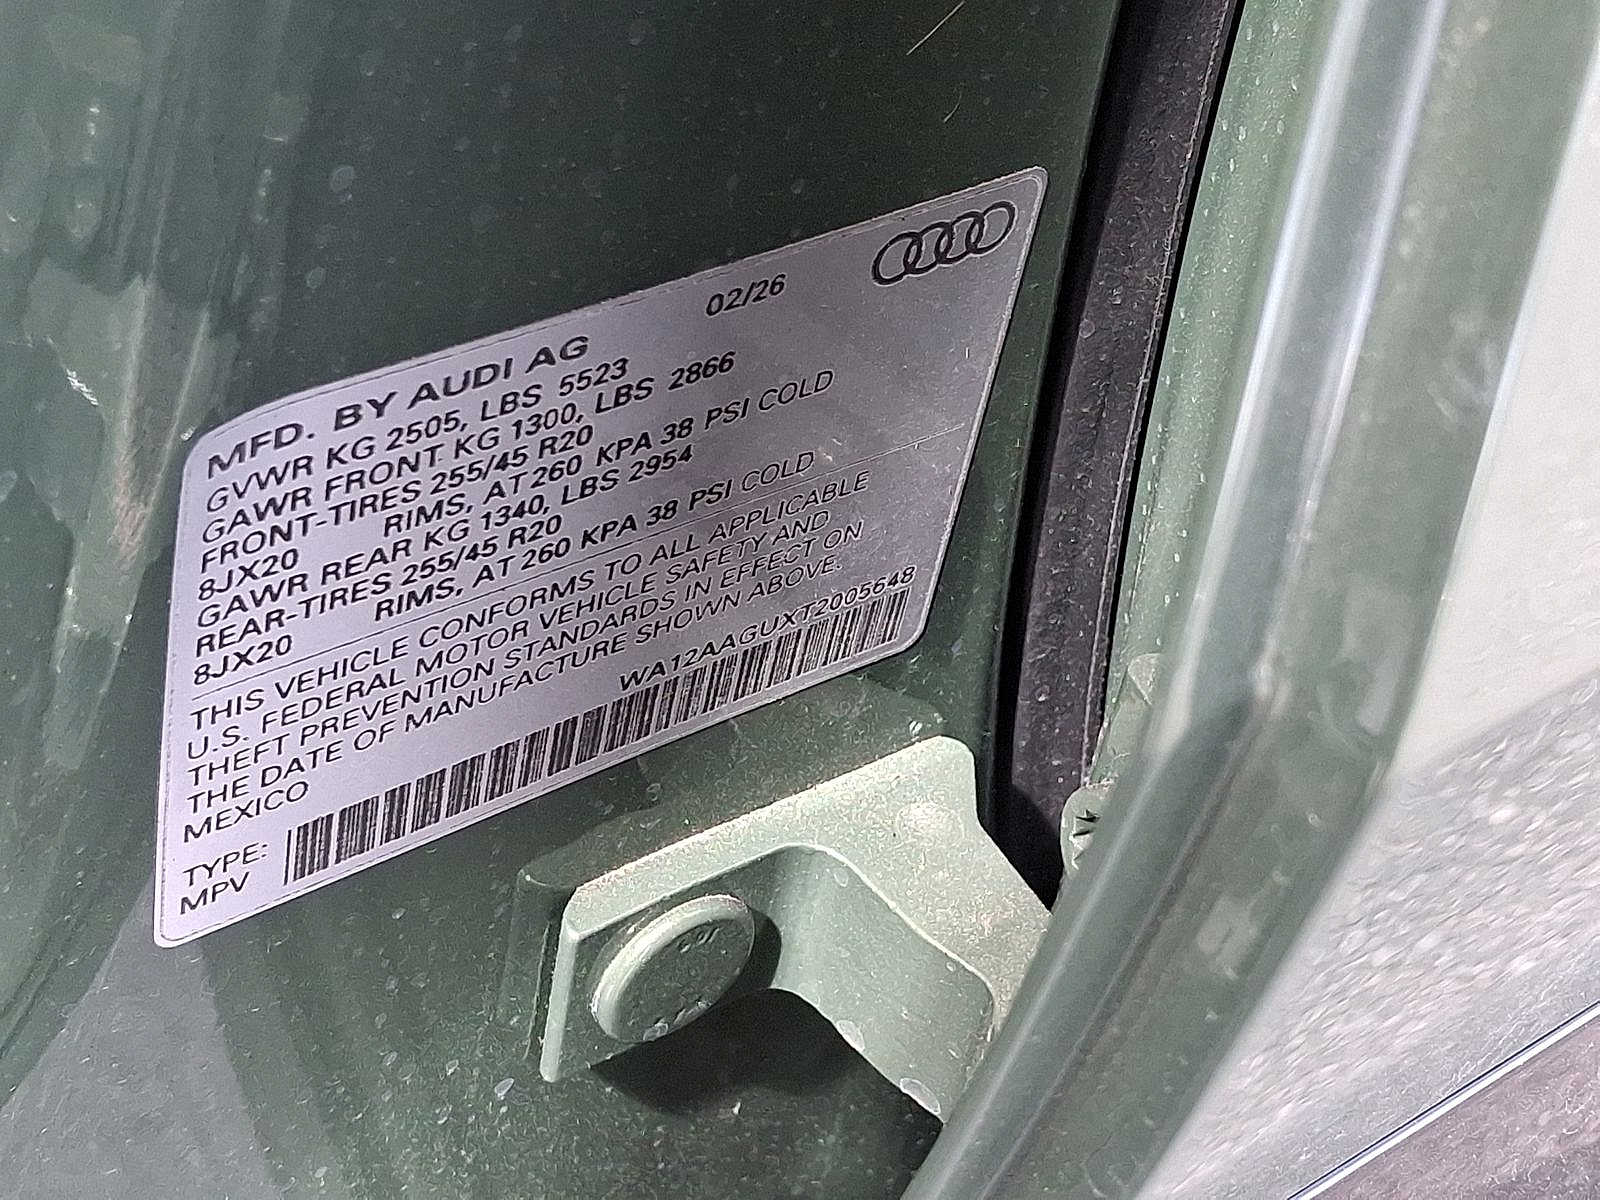 02/26
MFD. BY AUDI AG
GVWR KG 2505, LBS 5523
GAWR FRONT KG 1300, LBS 2866
FRONT-TIRES 255/45 R20
8JX20 RIMS, AT 260 KPA 38 PSI COLD
GAWR REAR KG 1340, LBS 2954
REAR-TIRES 255/45 R20
8JX20 RIMS, AT 260 KPA 38 PSI COLD
THIS VEHICLE CONFORMS TO ALL APPLICABLE
U.S. FEDERAL MOTOR VEHICLE SAFETY AND
THEFT PREVENTION STANDARDS IN EFFECT ON
THE DATE OF MANUFACTURE SHOWN ABOVE.
MEXICO
WA12AAGUXT2005648
TYPE:
MPV